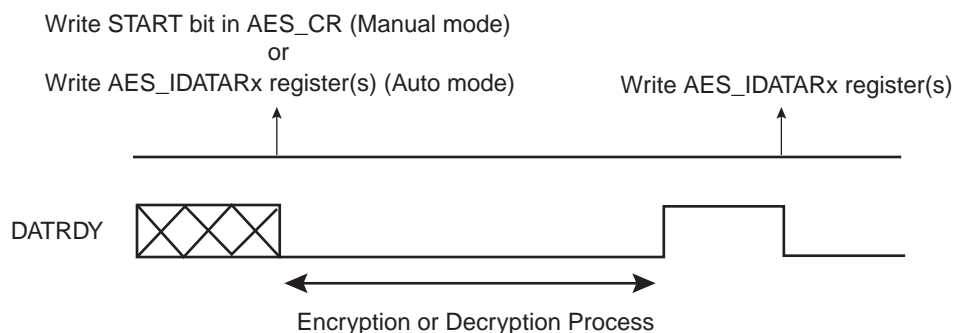 Write START bit in AES_CR (Manual mode)
or
Write AES_IDATARx register(s) (Auto mode)
Write AES_IDATARx register(s)
DATRDY
Encryption or Decryption Process